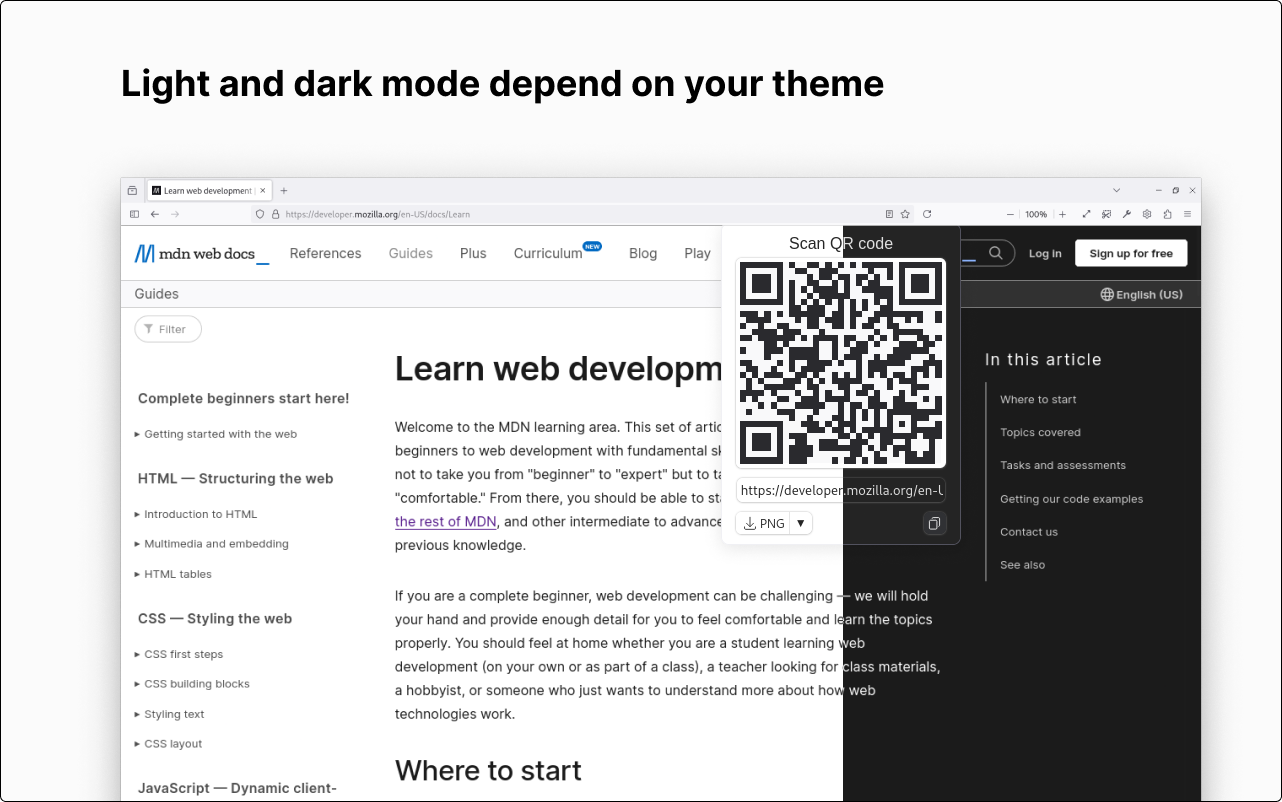 Light and dark mode depend on your theme
Learn web development |
https://developer.mozilla.org/en-US/docs/Learn
100%
mdn web docs
References
Guides
Plus
Curriculum NEW
Blog
Play
Log in
Sign up for free
Guides
English (US)
Filter
Complete beginners start here!
Getting started with the web
HTML — Structuring the web
Introduction to HTML
Multimedia and embedding
HTML tables
CSS — Styling the web
CSS first steps
CSS building blocks
Styling text
CSS layout
JavaScript — Dynamic client-
Learn web developm
Welcome to the MDN learning area. This set of artic
beginners to web development with fundamental sk
not to take you from "beginner" to "expert" but to ta
"comfortable." From there, you should be able to sta
the rest of MDN, and other intermediate to advance
previous knowledge.
If you are a complete beginner, web development can be challenging — we will hold
your hand and provide enough detail for you to feel comfortable and learn the topics
properly. You should feel at home whether you are a student learning web
development (on your own or as part of a class), a teacher looking for class materials,
a hobbyist, or someone who just wants to understand more about how web
technologies work.
Where to start
Scan QR code
https://developer.mozilla.org/en-U
PNG
In this article
Where to start
Topics covered
Tasks and assessments
Getting our code examples
Contact us
See also